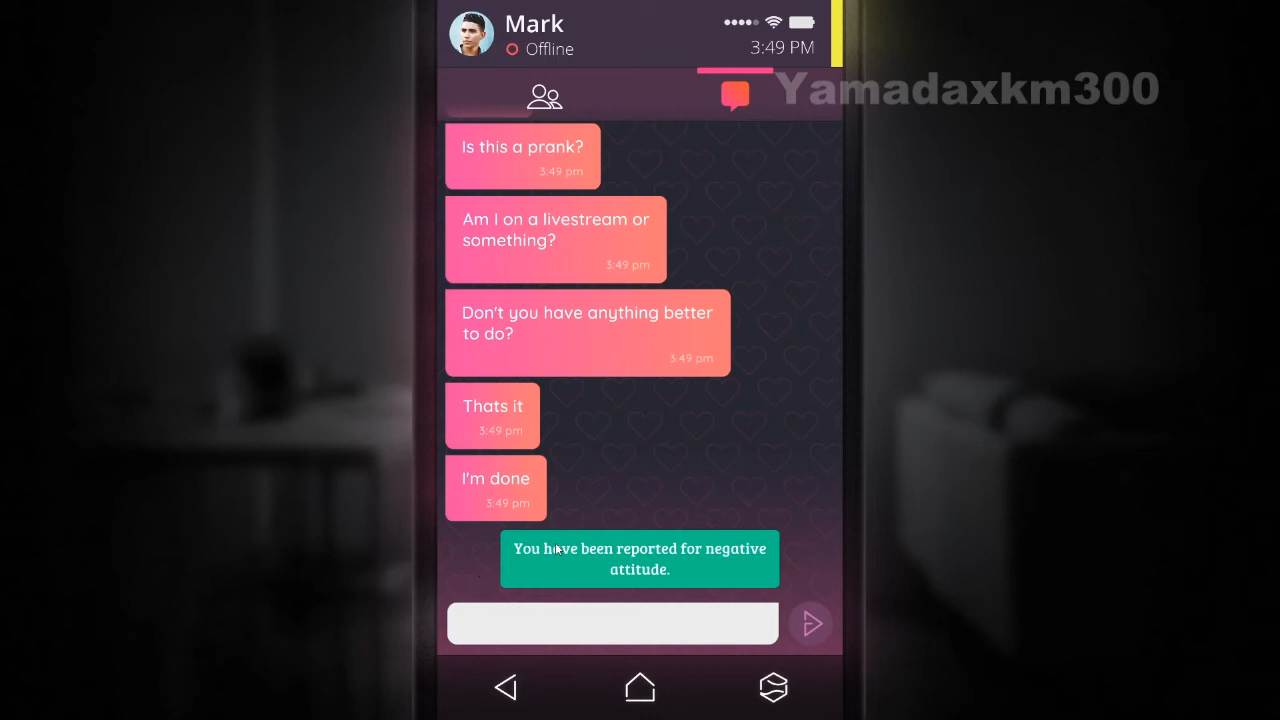 Mark
Offline
3:49 PM
Yamadaxkm300
Is this a prank?
3:49 pm
Am I on a livestream or
something?
3:49 pm
Don't you have anything better
to do?
3:49 pm
Thats it
3:49 pm
I'm done
3:49 pm
You have been reported for negative
attitude.